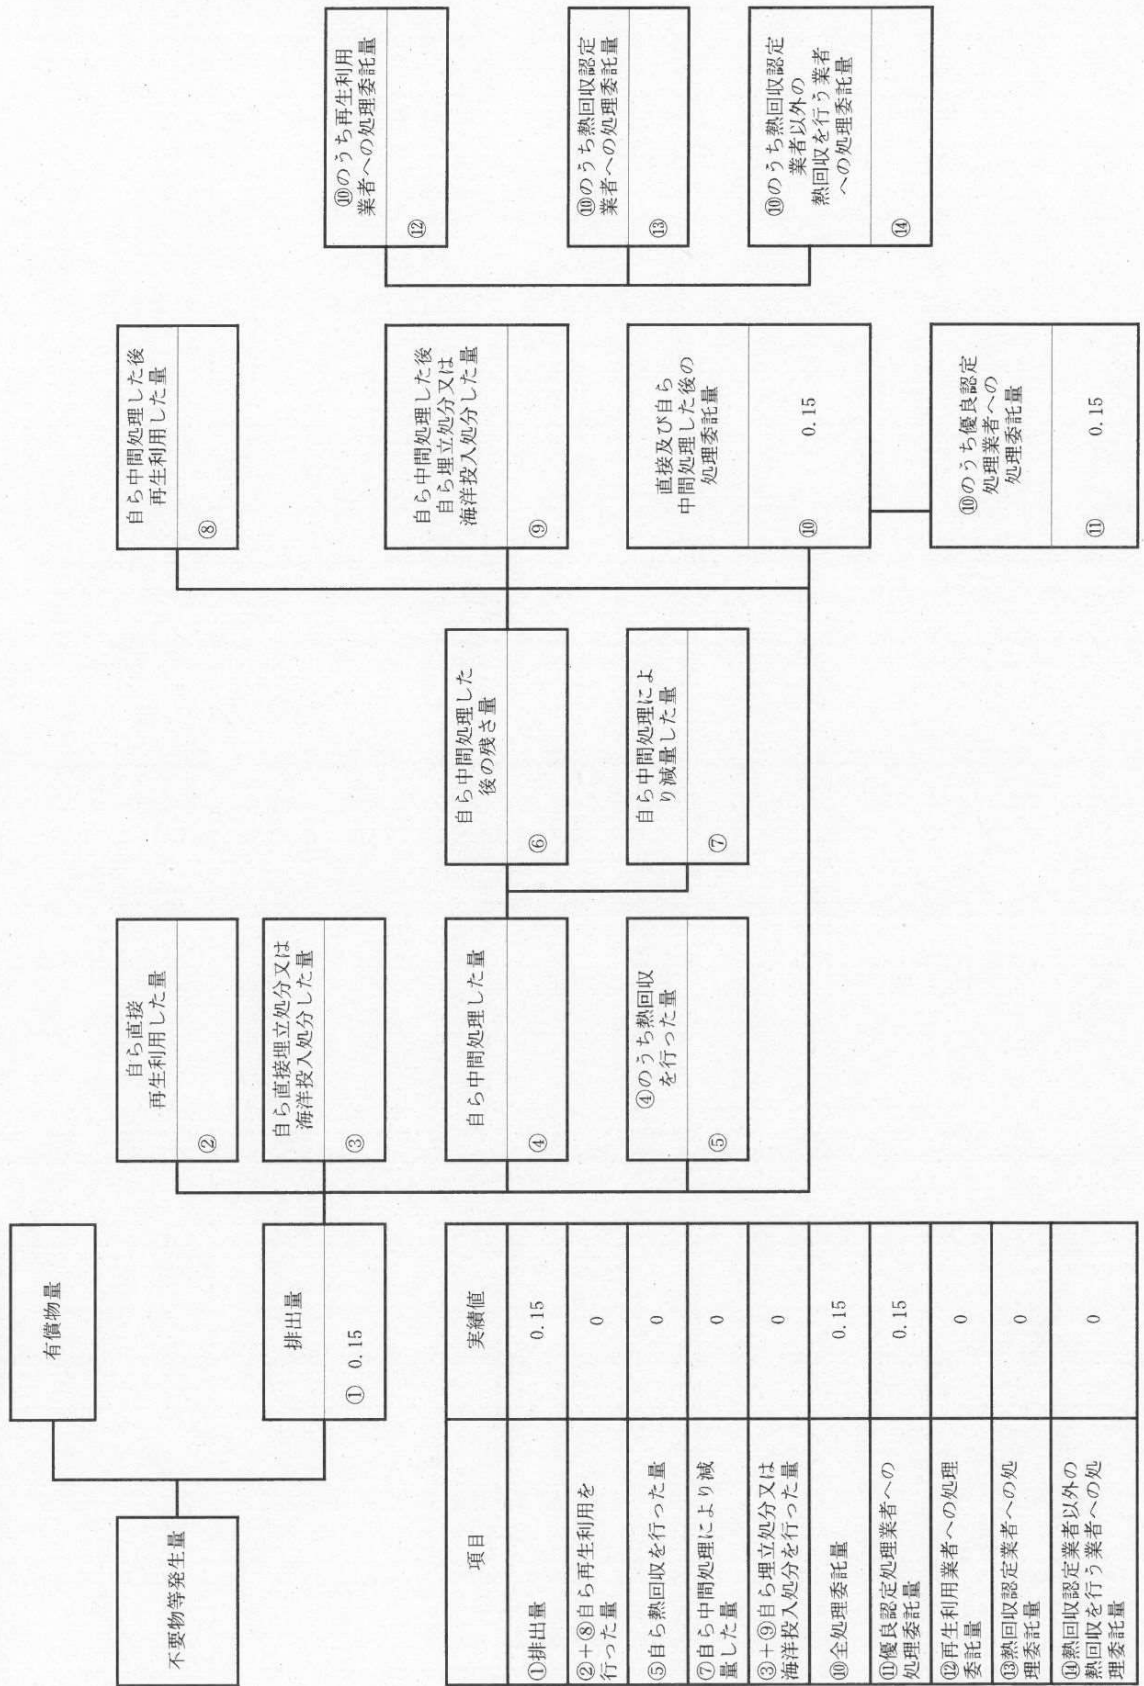 不要物等発生量
有償物量
排出量
① 0.15
自ら直接
再生利用した量
②
自ら直接埋立処分又は
海洋投入処分した量
③
自ら中間処理した量
④
④のうち熱回収
を行った量
⑤
自ら中間処理した
後の残さ量
⑥
自ら中間処理によ
り減量した量
⑦
自ら中間処理した後
再生利用した量
⑧
自ら中間処理した後
自ら埋立処分又は
海洋投入処分した量
⑨
直接及び自ら
中間処理した後の
処理委託量
⑩ 0.15
⑩のうち優良認定
処理業者への
処理委託量
⑪ 0.15
⑩のうち再生利用
業者への処理委託量
⑫
⑩のうち熱回収認定
業者への処理委託量
⑬
⑩のうち熱回収認定
業者以外の
熱回収を行う業者
への処理委託量
⑭
項目 実績値
①排出量 0.15
②+⑧自ら再生利用を
行った量 0
⑤自ら熱回収を行った量 0
⑦自ら中間処理により減
量した量 0
③+⑨自ら埋立処分又は
海洋投入処分を行った量 0
⑩全処理委託量 0.15
⑪優良認定処理業者への
処理委託量 0.15
⑫再生利用業者への処理
委託量 0
⑬熱回収認定業者への処
理委託量 0
⑭熱回収認定業者以外の
熱回収を行う業者への処
理委託量 0